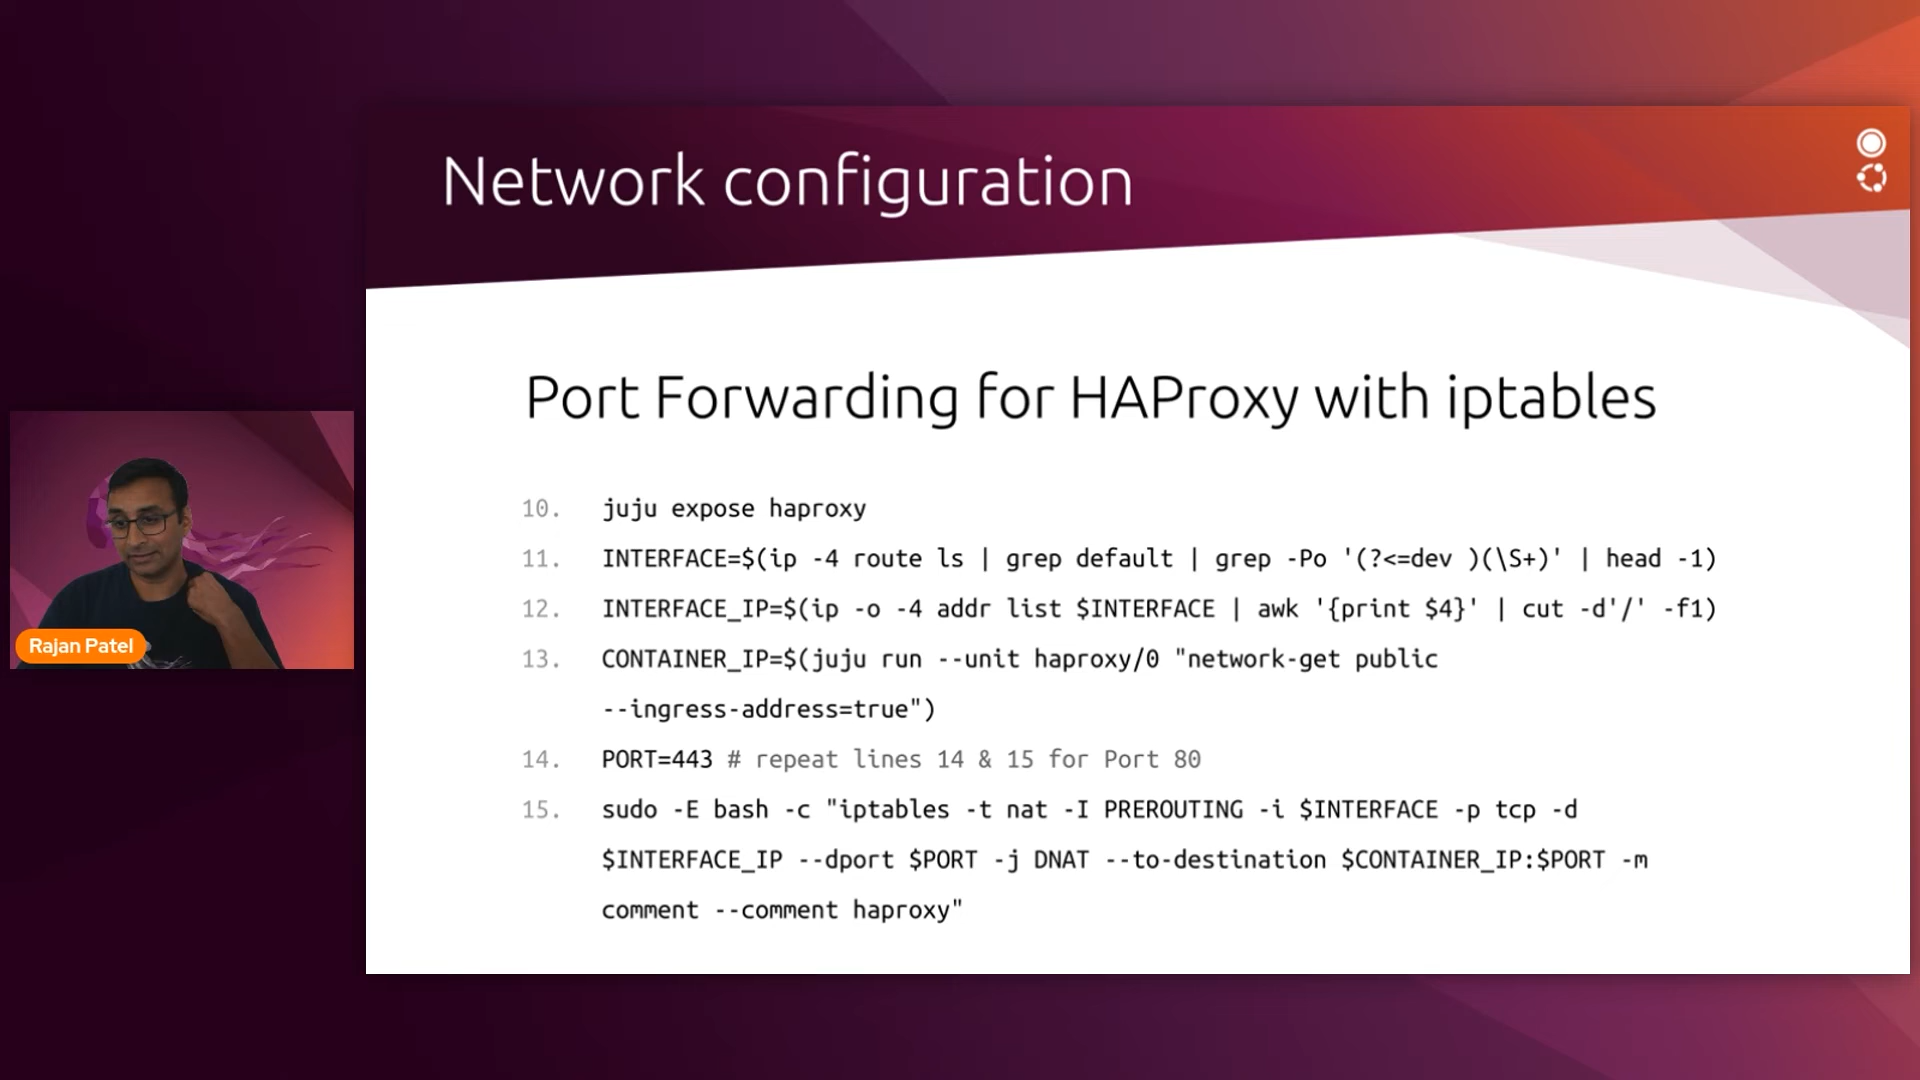 Network configuration
Port Forwarding for HAProxy with iptables
10. juju expose haproxy
11. INTERFACE=$(ip -4 route ls | grep default | grep -Po '(?<=dev )(\S+)' | head -1)
12. INTERFACE_IP=$(ip -o -4 addr list $INTERFACE | awk '{print $4}' | cut -d'/' -f1)
13. CONTAINER_IP=$(juju run --unit haproxy/0 "network-get public
--ingress-address=true")
14. PORT=443 # repeat lines 14 & 15 for Port 80
15. sudo -E bash -c "iptables -t nat -I PREROUTING -i $INTERFACE -p tcp -d
$INTERFACE_IP --dport $PORT -j DNAT --to-destination $CONTAINER_IP:$PORT -m
comment --comment haproxy"
Rajan Patel